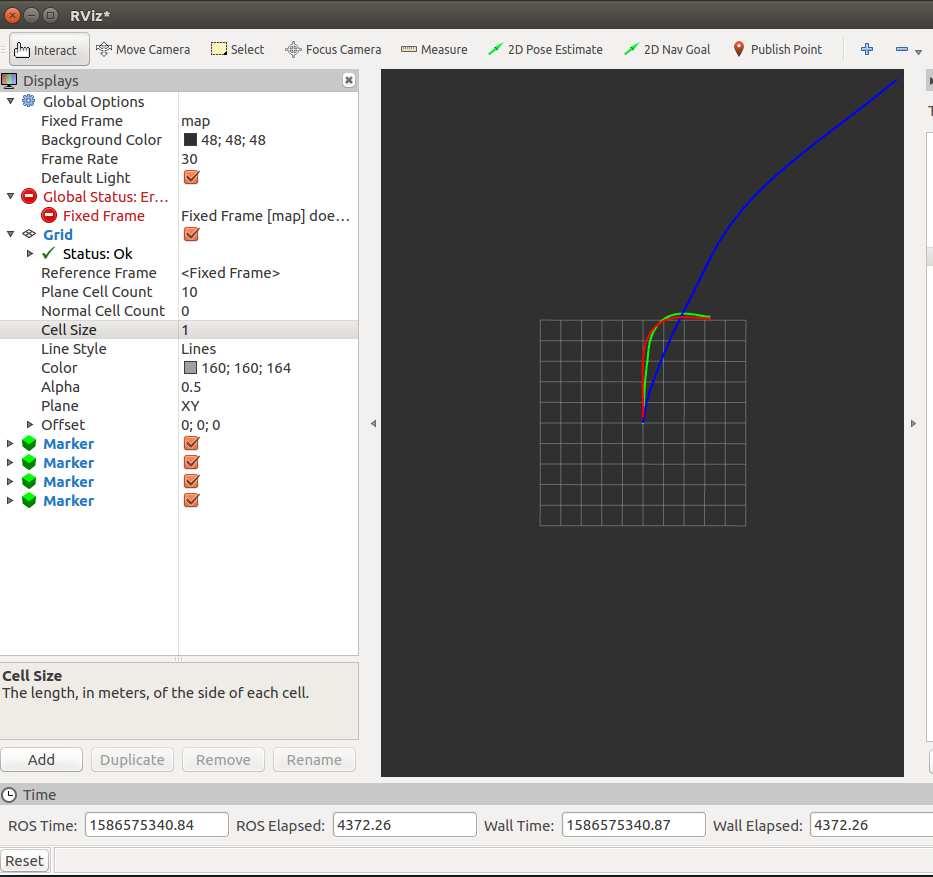 RViz*
Interact Move Camera Select Focus Camera Measure 2D Pose Estimate 2D Nav Goal Publish Point
Displays
Global Options
Fixed Frame map
Background Color 48; 48; 48
Frame Rate 30
Default Light
Global Status: Er...
Fixed Frame Fixed Frame [map] doe...
Grid
Status: Ok
Reference Frame <Fixed Frame>
Plane Cell Count 10
Normal Cell Count 0
Cell Size 1
Line Style Lines
Color 160; 160; 164
Alpha 0.5
Plane XY
Offset 0; 0; 0
Marker
Marker
Marker
Marker
Cell Size
The length, in meters, of the side of each cell.
Add Duplicate Remove Rename
Time
ROS Time: 1586575340.84 ROS Elapsed: 4372.26 Wall Time: 1586575340.87 Wall Elapsed: 4372.26
Reset